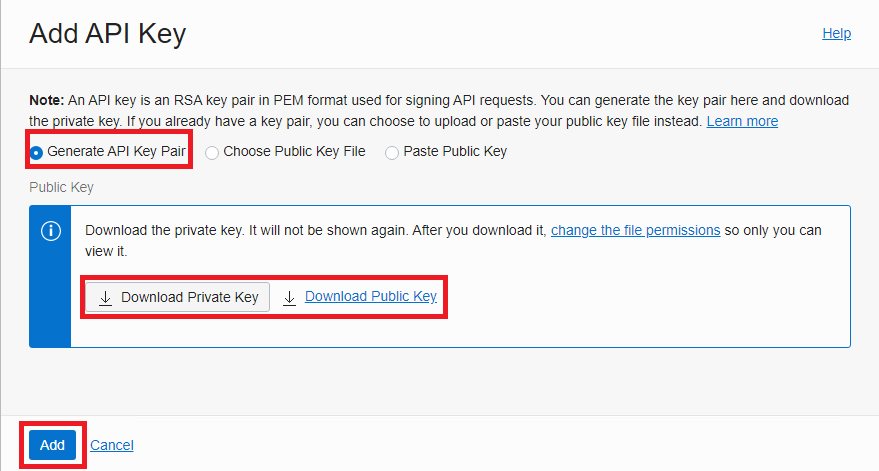 Add API Key
Help
Note: An API key is an RSA key pair in PEM format used for signing API requests. You can generate the key pair here and download
the private key. If you already have a key pair, you can choose to upload or paste your public key file instead. Learn more
Generate API Key Pair Choose Public Key File Paste Public Key
Public Key
Download the private key. It will not be shown again. After you download it, change the file permissions so only you can
view it.
Download Private Key Download Public Key
Add Cancel